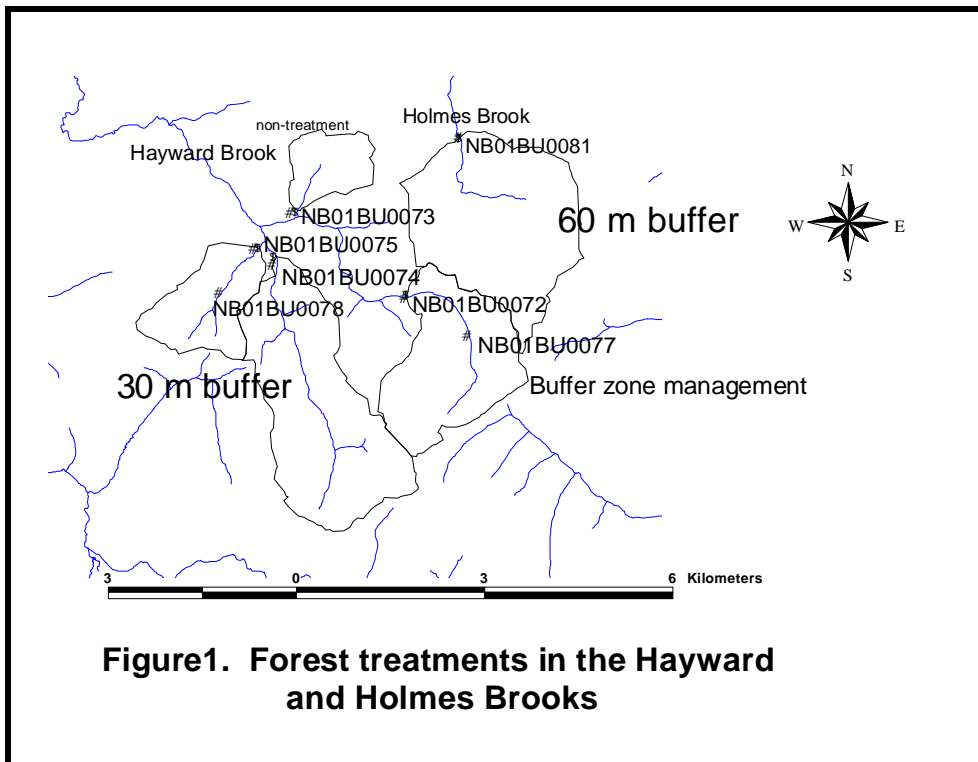 Holmes Brook
non-treatment
Hayward Brook
#NB01BU0081
N
W E
S
60 m buffer
#NB01BU0073
#NB01BU0075
#NB01BU0074
#
NB01BU0078
#NB01BU0072
# NB01BU0077
30 m buffer
Buffer zone management
3 0 3 6 Kilometers
Figure1. Forest treatments in the Hayward
and Holmes Brooks